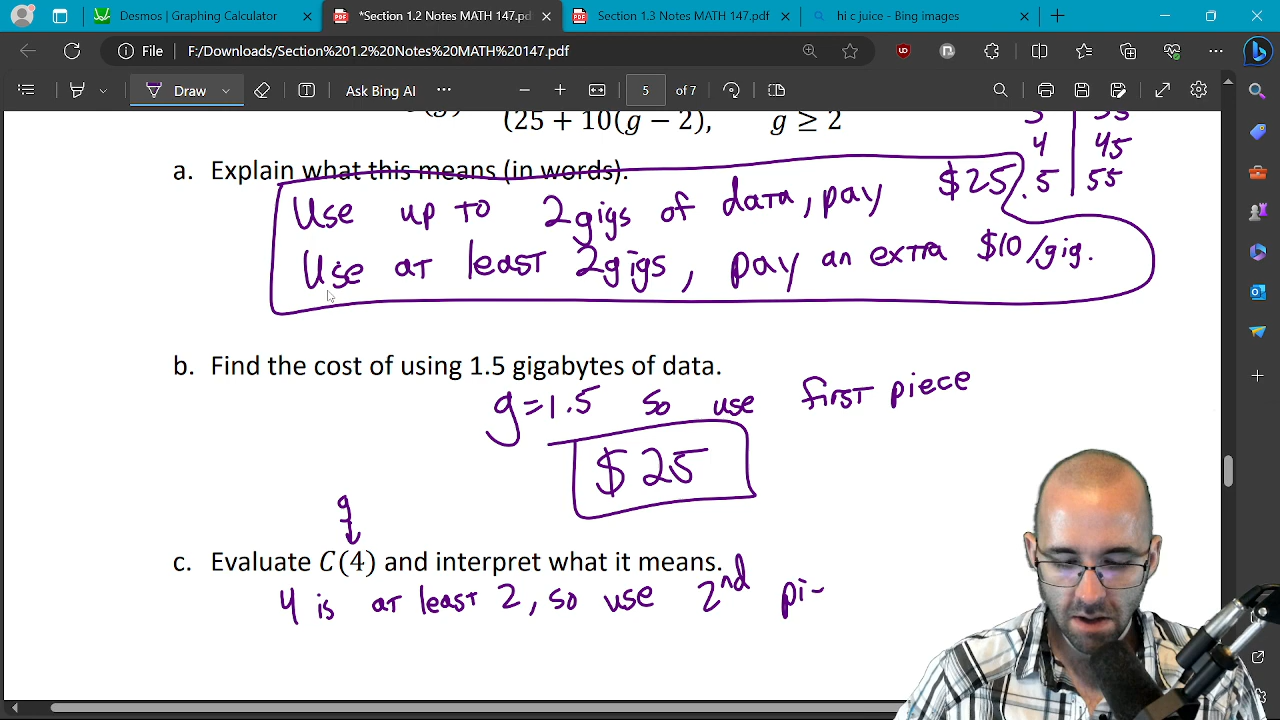 Desmos | Graphing Calculator
*Section 1.2 Notes MATH 147.pd
Section 1.3 Notes MATH 147.pdf
hi c juice - Bing images
File
F:/Downloads/Section%201.2%20Notes%20MATH%20147.pdf
Draw
Ask Bing AI
5 of 7
(25 + 10(g − 2), g ≥ 2
4 | 45
a. Explain what this means (in words).
5 | 55
Use up to 2gigs of data, pay $25.
Use at least 2gigs, pay an extra $10/gig.
b. Find the cost of using 1.5 gigabytes of data.
g=1.5 so use first piece
$25
g
c. Evaluate C(4) and interpret what it means.
4 is at least 2, so use 2nd pi